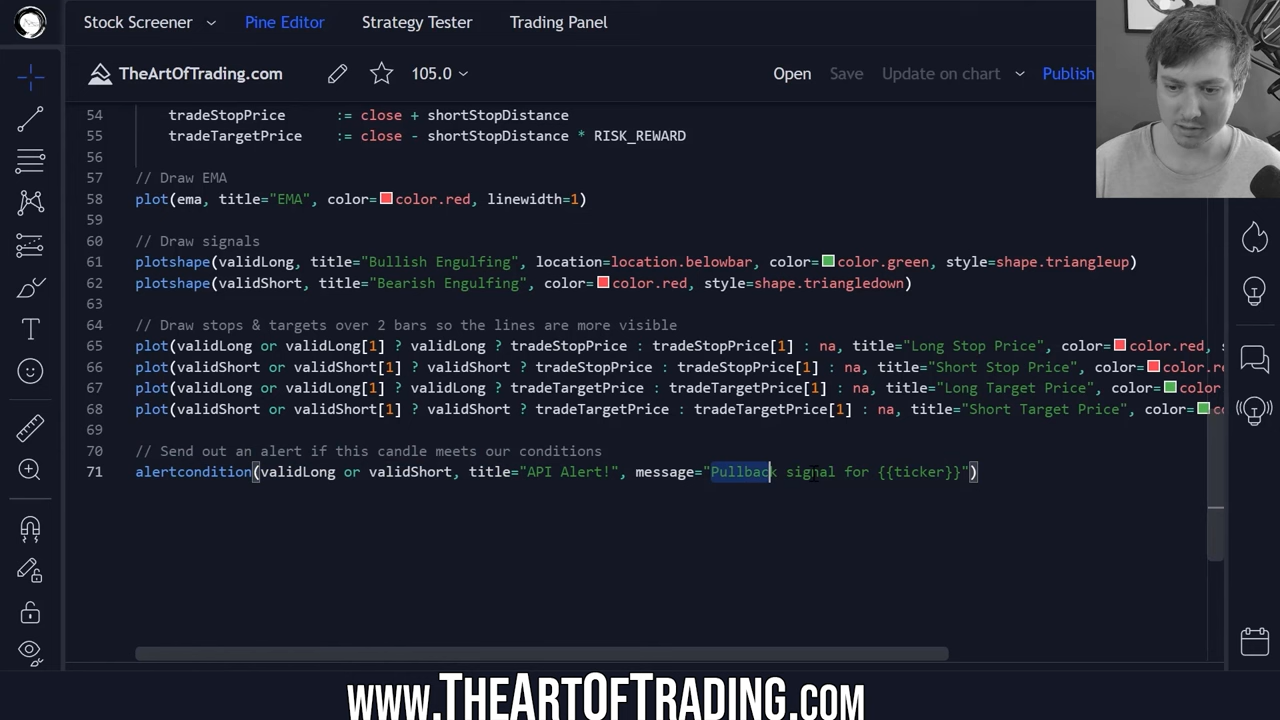 Stock Screener
Pine Editor
Strategy Tester
Trading Panel
TheArtOfTrading.com
105.0
Open
Save
Update on chart
Publish
54 tradeStopPrice := close + shortStopDistance
55 tradeTargetPrice := close - shortStopDistance * RISK_REWARD
56
57 // Draw EMA
58 plot(ema, title="EMA", color=color.red, linewidth=1)
59
60 // Draw signals
61 plotshape(validLong, title="Bullish Engulfing", location=location.belowbar, color=color.green, style=shape.triangleup)
62 plotshape(validShort, title="Bearish Engulfing", color=color.red, style=shape.triangledown)
63
64 // Draw stops & targets over 2 bars so the lines are more visible
65 plot(validLong or validLong[1] ? validLong ? tradeStopPrice : tradeStopPrice[1] : na, title="Long Stop Price", color=color.red, s
66 plot(validShort or validShort[1] ? validShort ? tradeStopPrice : tradeStopPrice[1] : na, title="Short Stop Price", color=color.re
67 plot(validLong or validLong[1] ? validLong ? tradeTargetPrice : tradeTargetPrice[1] : na, title="Long Target Price", color=color
68 plot(validShort or validShort[1] ? validShort ? tradeTargetPrice : tradeTargetPrice[1] : na, title="Short Target Price", color=co
69
70 // Send out an alert if this candle meets our conditions
71 alertcondition(validLong or validShort, title="API Alert!", message="Pullback signal for {{ticker}}")
www.TheArtOfTrading.com